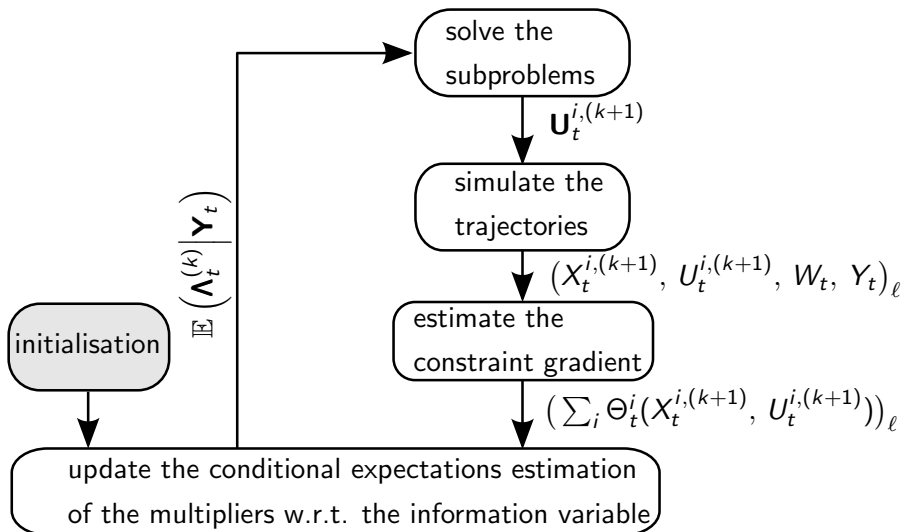 solve the
subproblems
𝐔_t^{i,(k+1)}
simulate the
trajectories
(X_t^{i,(k+1)}, U_t^{i,(k+1)}, W_t, Y_t)_ℓ
estimate the
constraint gradient
(∑_i Θ_t^i(X_t^{i,(k+1)}, U_t^{i,(k+1)}))_ℓ
𝔼(𝚲_t^{(k)}|𝐘_t)
initialisation
update the conditional expectations estimation
of the multipliers w.r.t. the information variable